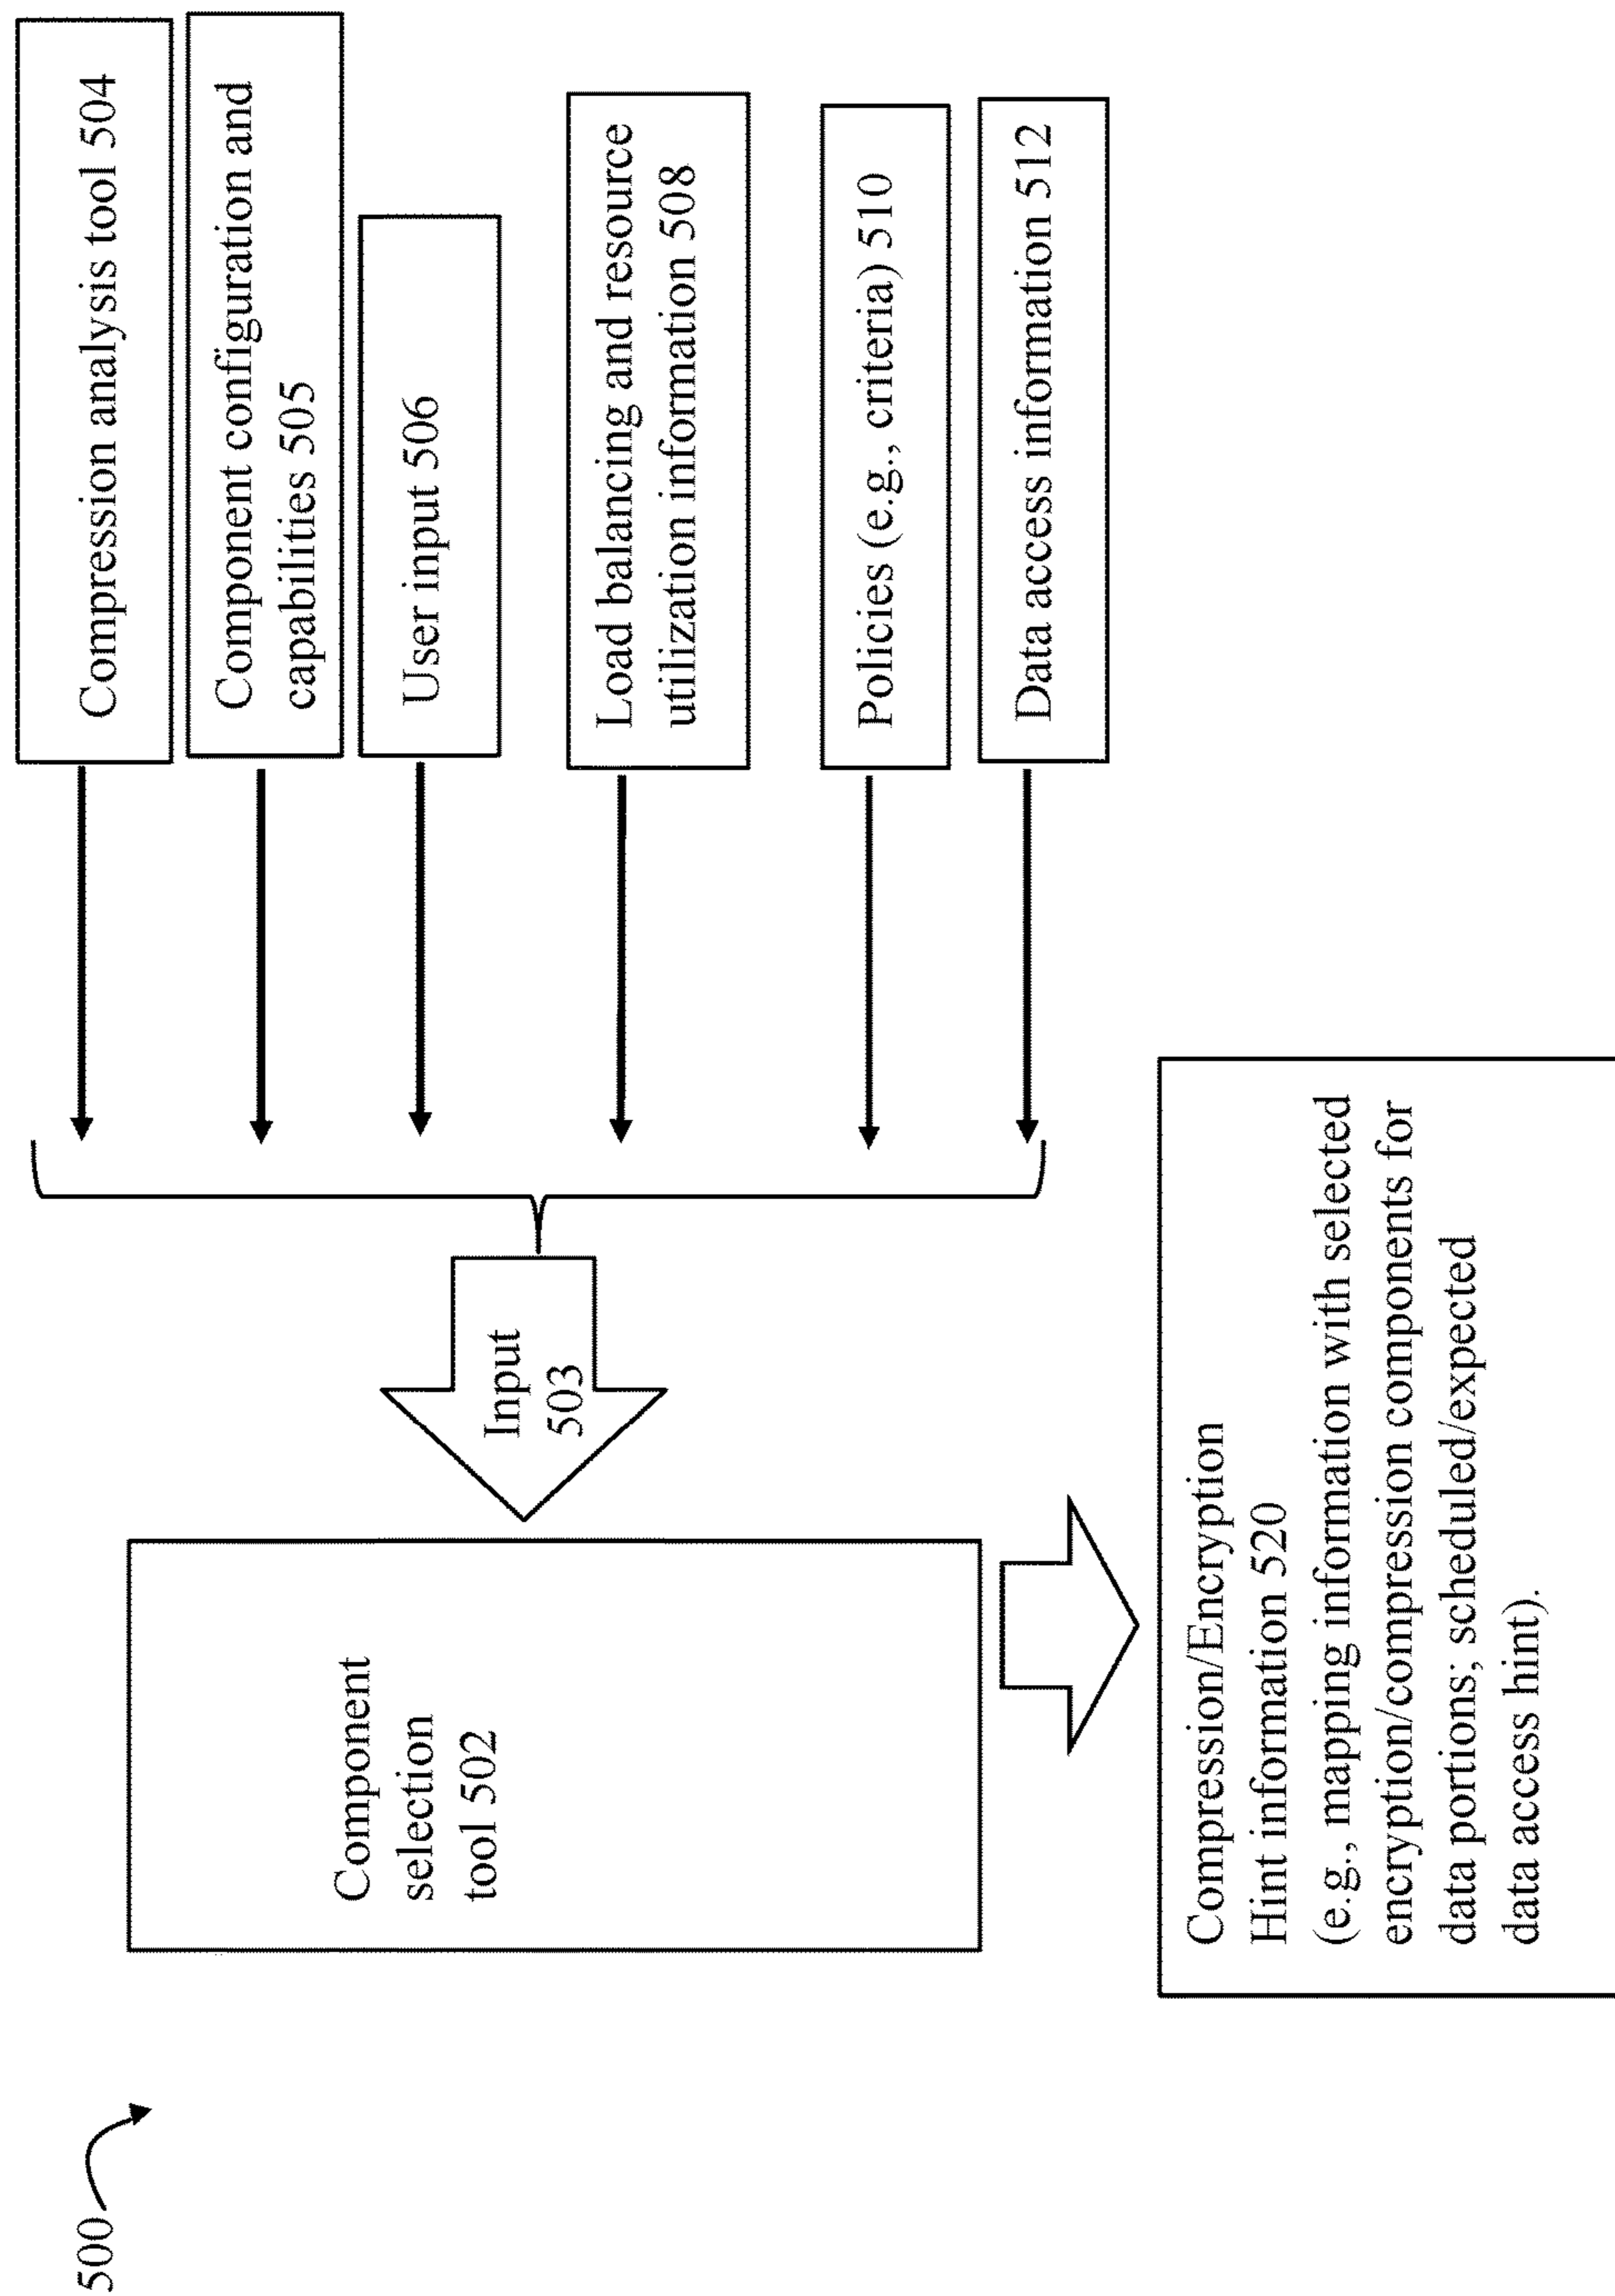 500
Component
selection
tool 502
Input
503
Compression analysis tool 504
Component configuration and
capabilities 505
User input 506
Load balancing and resource
utilization information 508
Policies (e.g., criteria) 510
Data access information 512
Compression/Encryption
Hint information 520
(e.g., mapping information with selected
encryption/compression components for
data portions; scheduled/expected
data access hint).